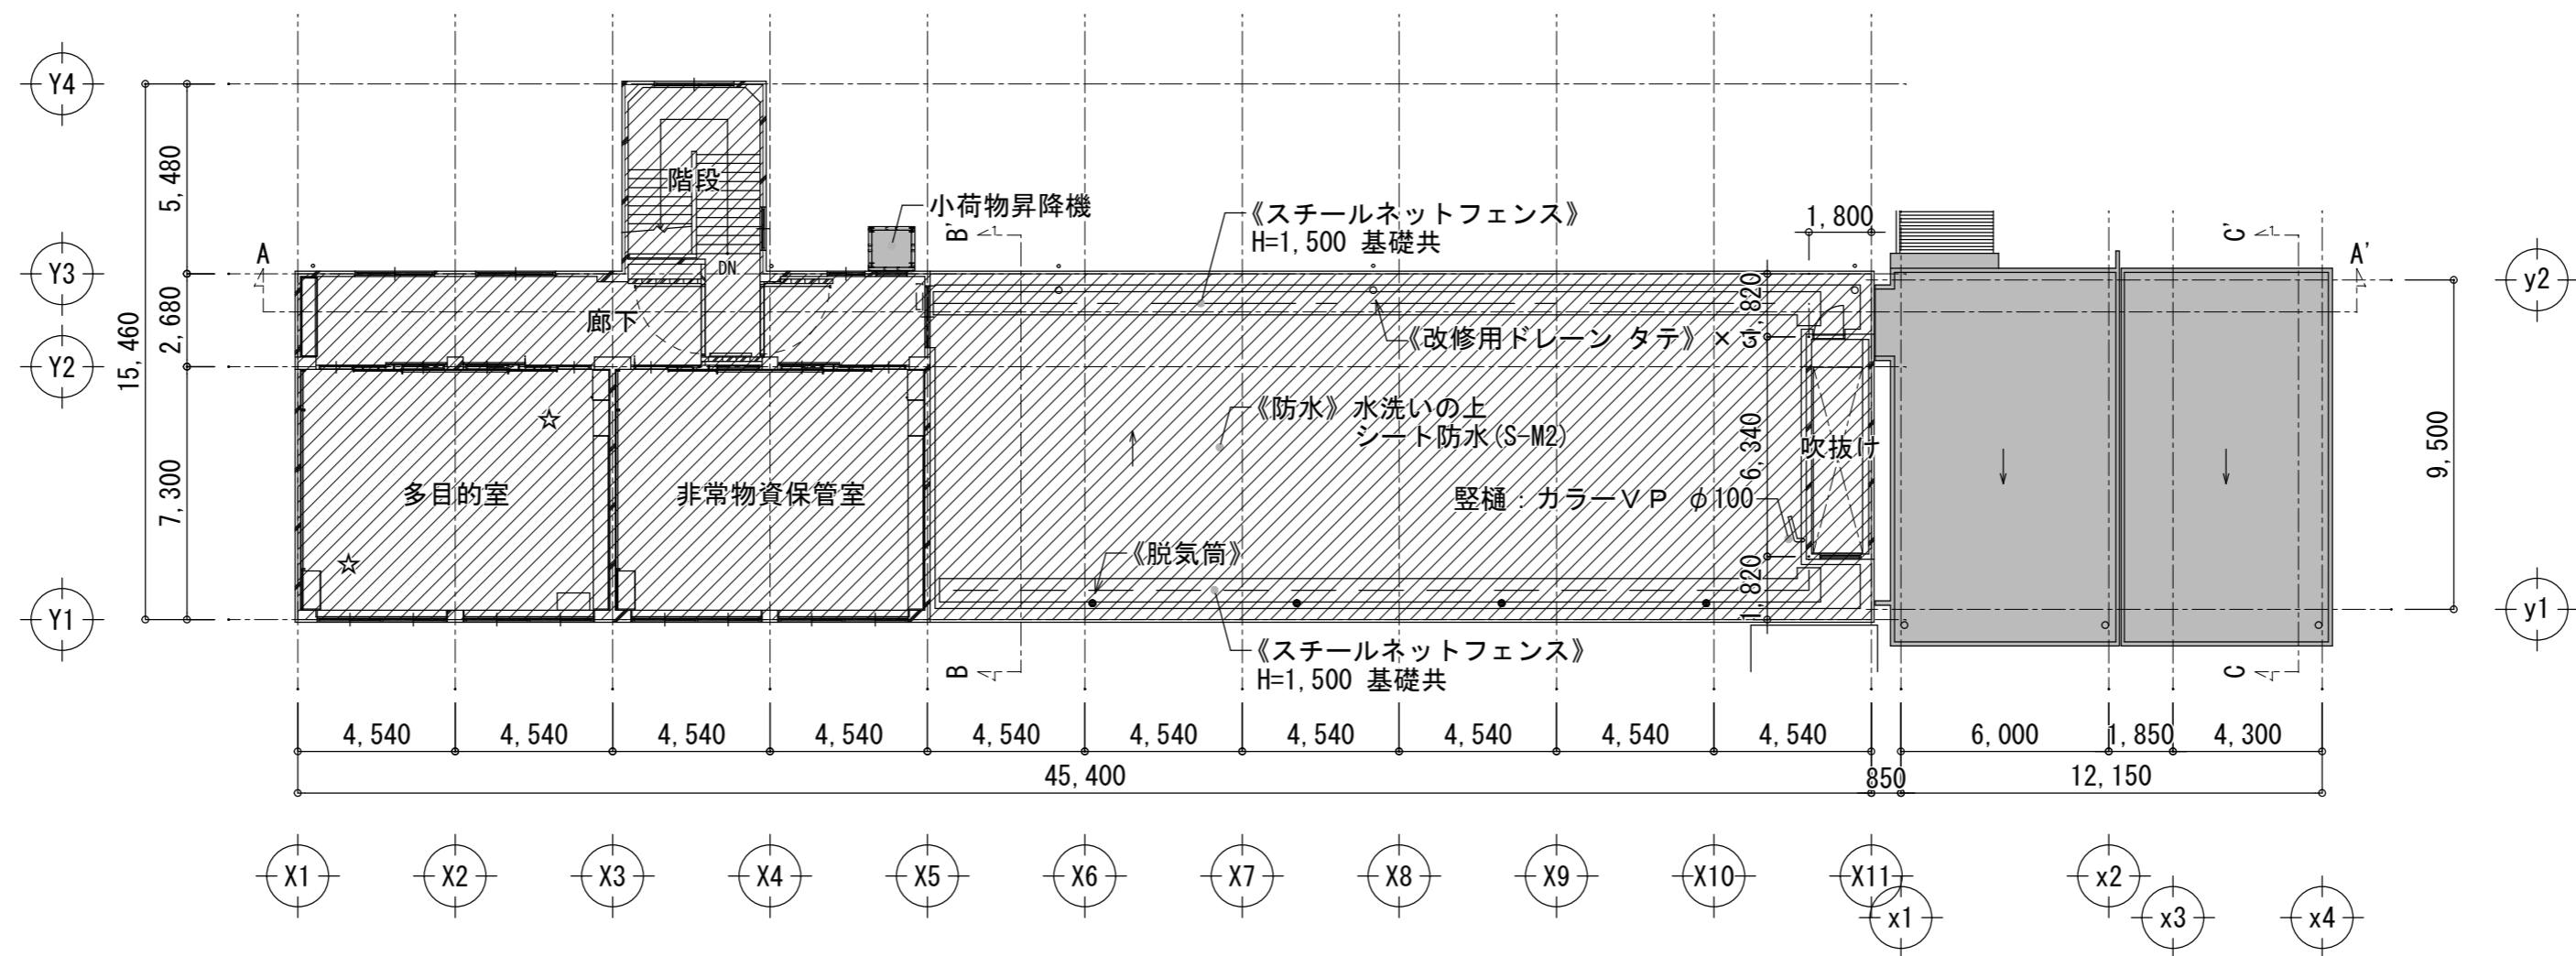 Y4
5,480
階段
小荷物昇降機
《スチールネットフェンス》
H=1,500 基礎共
1,800
A
B'
C'
A'
Y3
DN
y2
15,460
2,680
廊下
1,820
《改修用ドレーン タテ》×3
Y2
《防水》水洗いの上
シート防水(S-M2)
吹抜け
6,340
9,500
☆
7,300
多目的室
非常物資保管室
竪樋：カラーVP φ100
☆
《脱気筒》
1,820
Y1
y1
《スチールネットフェンス》
H=1,500 基礎共
B
C
4,540
4,540
4,540
4,540
4,540
4,540
4,540
4,540
4,540
4,540
6,000
1,850
4,300
45,400
850
12,150
X1
X2
X3
X4
X5
X6
X7
X8
X9
X10
X11
x2
x1
x3
x4